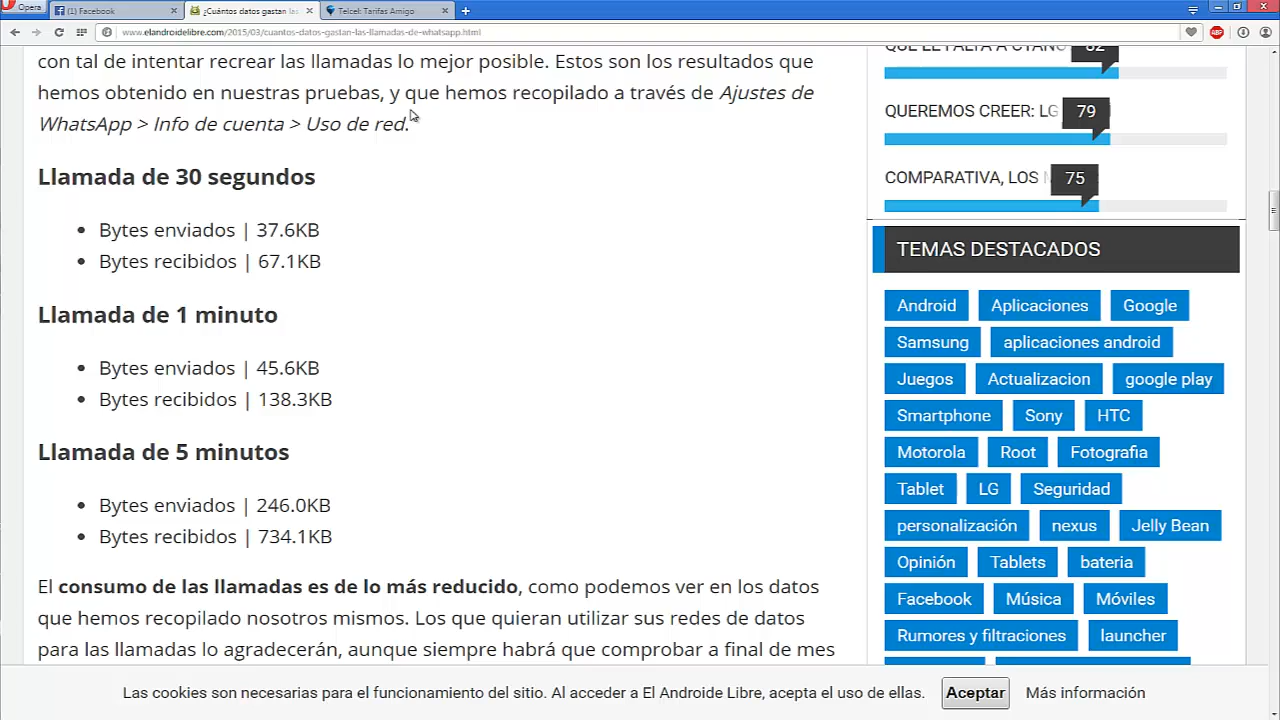 Opera
(1) Facebook
¿Cuántos datos gastan las
Telcel: Tarifas Amigo
www.elandroidelibre.com/2015/03/cuantos-datos-gastan-las-llamadas-de-whatsapp.html
con tal de intentar recrear las llamadas lo mejor posible. Estos son los resultados que
hemos obtenido en nuestras pruebas, y que hemos recopilado a través de Ajustes de
WhatsApp > Info de cuenta > Uso de red.
Llamada de 30 segundos
• Bytes enviados | 37.6KB
• Bytes recibidos | 67.1KB
Llamada de 1 minuto
• Bytes enviados | 45.6KB
• Bytes recibidos | 138.3KB
Llamada de 5 minutos
• Bytes enviados | 246.0KB
• Bytes recibidos | 734.1KB
El consumo de las llamadas es de lo más reducido, como podemos ver en los datos
que hemos recopilado nosotros mismos. Los que quieran utilizar sus redes de datos
para las llamadas lo agradecerán, aunque siempre habrá que comprobar a final de mes
QUE LE FALTA A CYANO 82
QUEREMOS CREER: LG 79
COMPARATIVA, LOS M 75
TEMAS DESTACADOS
Android Aplicaciones Google
Samsung aplicaciones android
Juegos Actualizacion google play
Smartphone Sony HTC
Motorola Root Fotografia
Tablet LG Seguridad
personalización nexus Jelly Bean
Opinión Tablets bateria
Facebook Música Móviles
Rumores y filtraciones launcher
Las cookies son necesarias para el funcionamiento del sitio. Al acceder a El Androide Libre, acepta el uso de ellas. Aceptar Más información